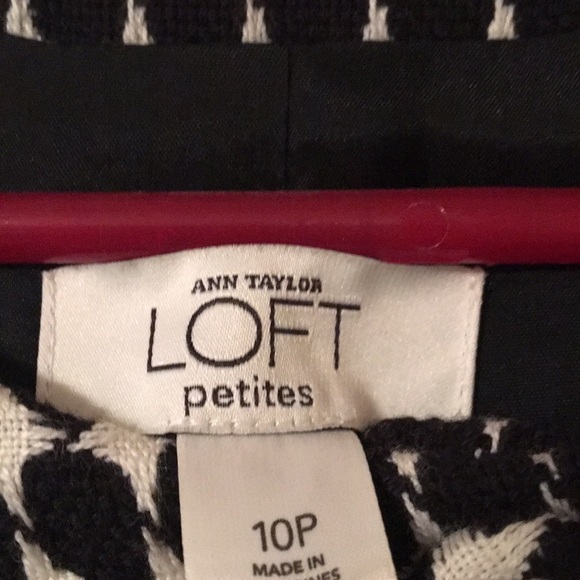 ANN TAYLOR
LOFT
petites
10P
MADE IN